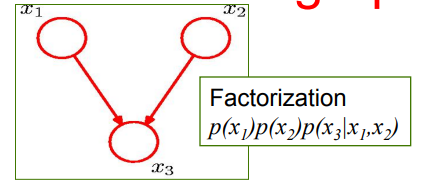 x₁ x₂
Factorization
p(x₁)p(x₂)p(x₃|x₁,x₂)
x₃